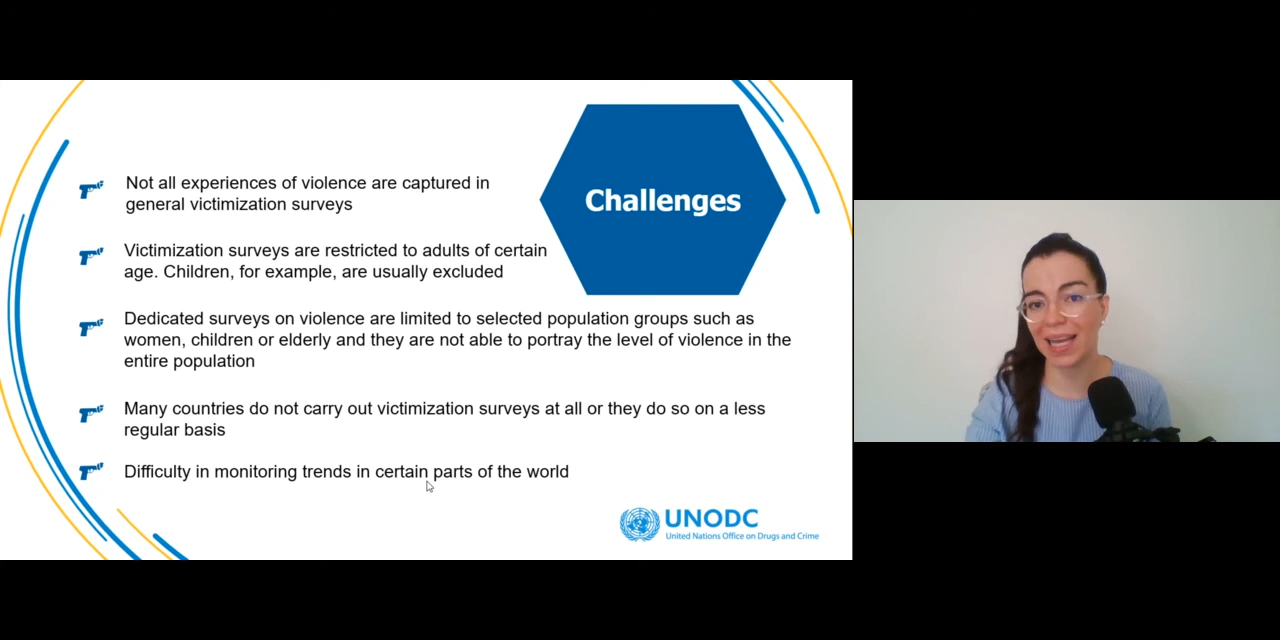 Challenges
Not all experiences of violence are captured in
general victimization surveys
Victimization surveys are restricted to adults of certain
age. Children, for example, are usually excluded
Dedicated surveys on violence are limited to selected population groups such as
women, children or elderly and they are not able to portray the level of violence in the
entire population
Many countries do not carry out victimization surveys at all or they do so on a less
regular basis
Difficulty in monitoring trends in certain parts of the world
UNODC
United Nations Office on Drugs and Crime